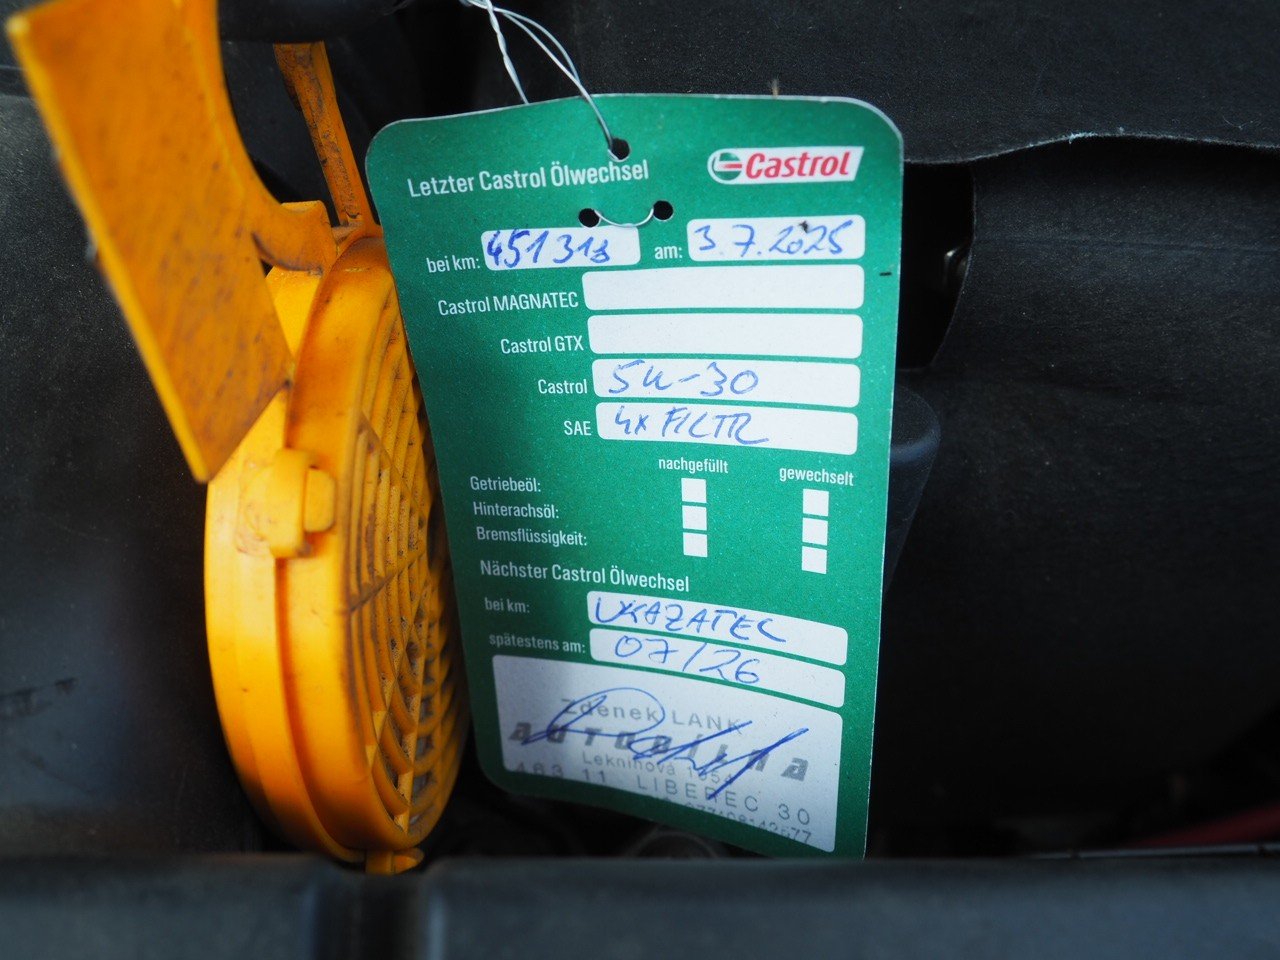 Letzter Castrol Ölwechsel Castrol
bei km: 451318 am: 3.7.2025
Castrol MAGNATEC
Castrol GTX
Castrol 5W-30
SAE 4x FILTR
nachgefüllt gewechselt
Getriebeöl:
Hinterachsöl:
Bremsflüssigkeit:
Nächster Castrol Ölwechsel
bei km: UKAZATEL
spätestens am: 07/26
Zdenek LANK
AUTODÍLNA
463 11 LIBEREC 30